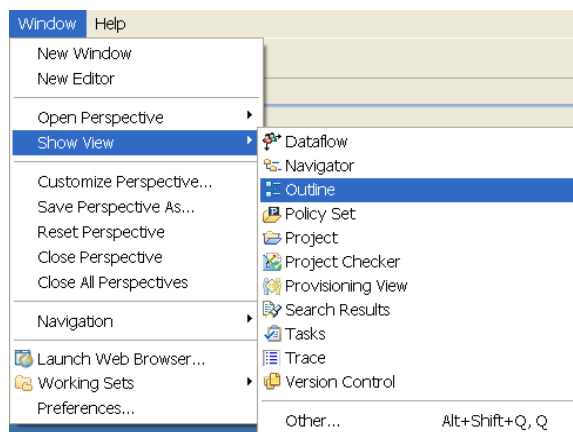 Window Help
New Window
New Editor
Open Perspective
Show View
Customize Perspective...
Save Perspective As...
Reset Perspective
Close Perspective
Close All Perspectives
Navigation
Launch Web Browser...
Working Sets
Preferences...
Dataflow
Navigator
Outline
Policy Set
Project
Project Checker
Provisioning View
Search Results
Tasks
Trace
Version Control
Other... Alt+Shift+Q, Q